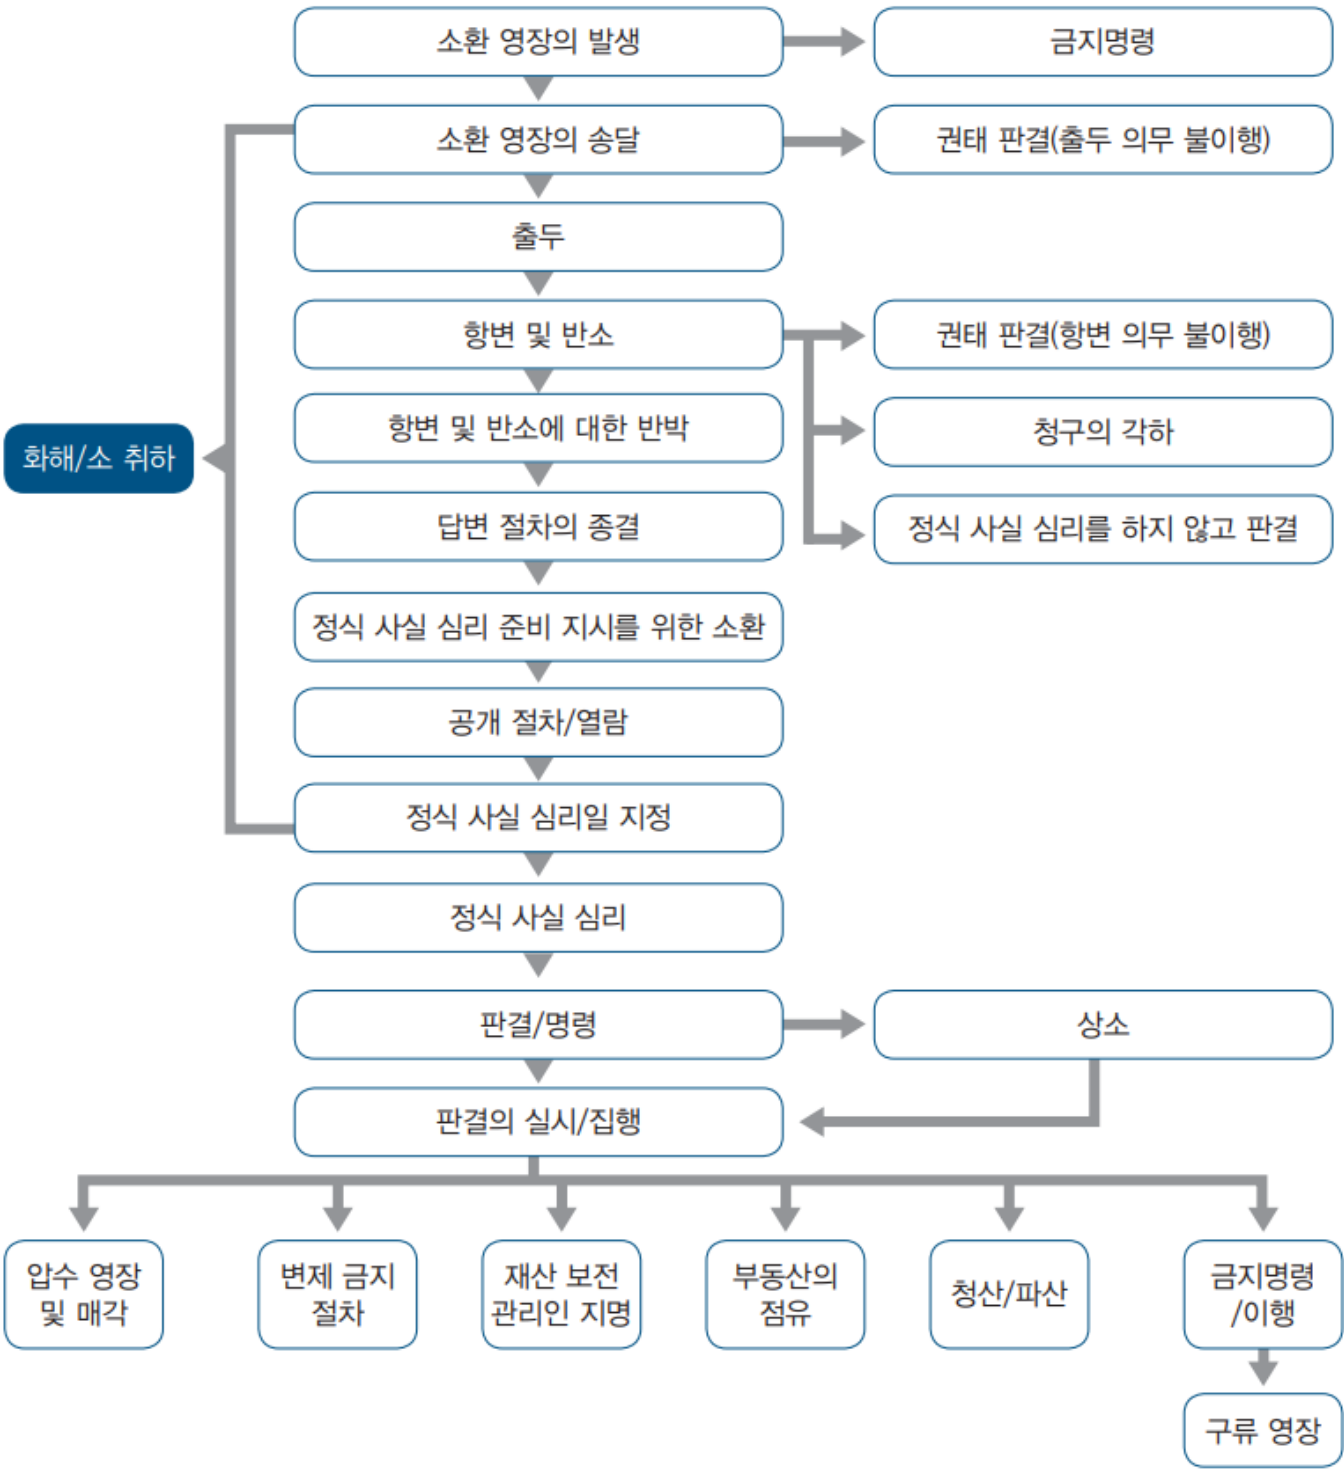 소환 영장의 발생
금지명령
소환 영장의 송달
권태 판결(출두 의무 불이행)
출두
항변 및 반소
권태 판결(항변 의무 불이행)
항변 및 반소에 대한 반박
청구의 각하
화해/소 취하
답변 절차의 종결
정식 사실 심리를 하지 않고 판결
정식 사실 심리 준비 지시를 위한 소환
공개 절차/열람
정식 사실 심리일 지정
정식 사실 심리
판결/명령
상소
판결의 실시/집행
압수 영장
및 매각
변제 금지
절차
재산 보전
관리인 지명
부동산의
점유
청산/파산
금지명령
/이행
구류 영장